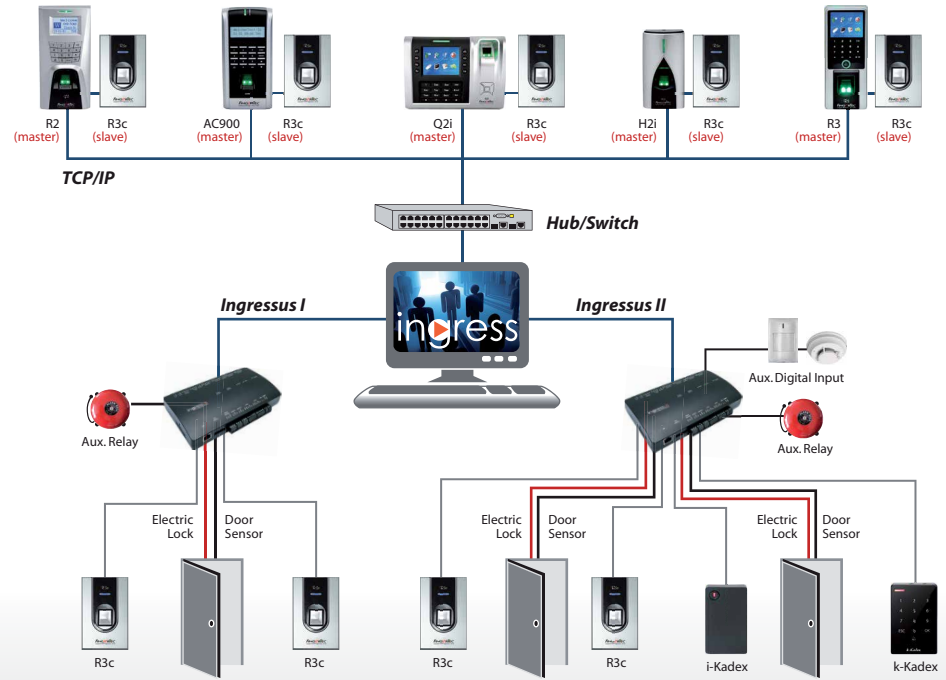 R2
(master)
R3c
(slave)
AC900
(master)
R3c
(slave)
Q2i
(master)
R3c
(slave)
H2i
(master)
R3c
(slave)
R3
(master)
R3c
(slave)
TCP/IP
Hub/Switch
Ingressus I
ingress
Ingressus II
Aux. Digital Input
Aux. Relay
Aux. Relay
Electric
Lock
Door
Sensor
Electric
Lock
Door
Sensor
Electric
Lock
Door
Sensor
R3c
R3c
R3c
R3c
i-Kadex
k-Kadex
k-Kadex